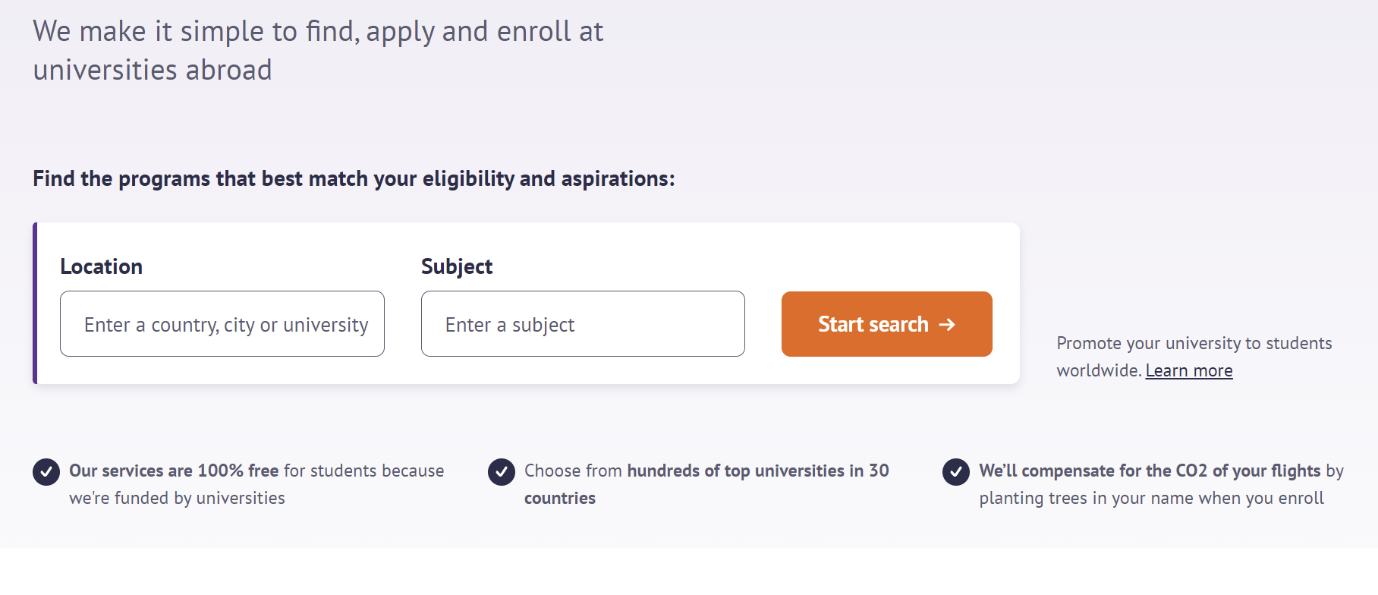 We make it simple to find, apply and enroll at
universities abroad
Find the programs that best match your eligibility and aspirations:
Location
Subject
Enter a country, city or university
Enter a subject
Start search →
Promote your university to students
worldwide. Learn more
Our services are 100% free for students because
we're funded by universities
Choose from hundreds of top universities in 30
countries
We’ll compensate for the CO2 of your flights by
planting trees in your name when you enroll